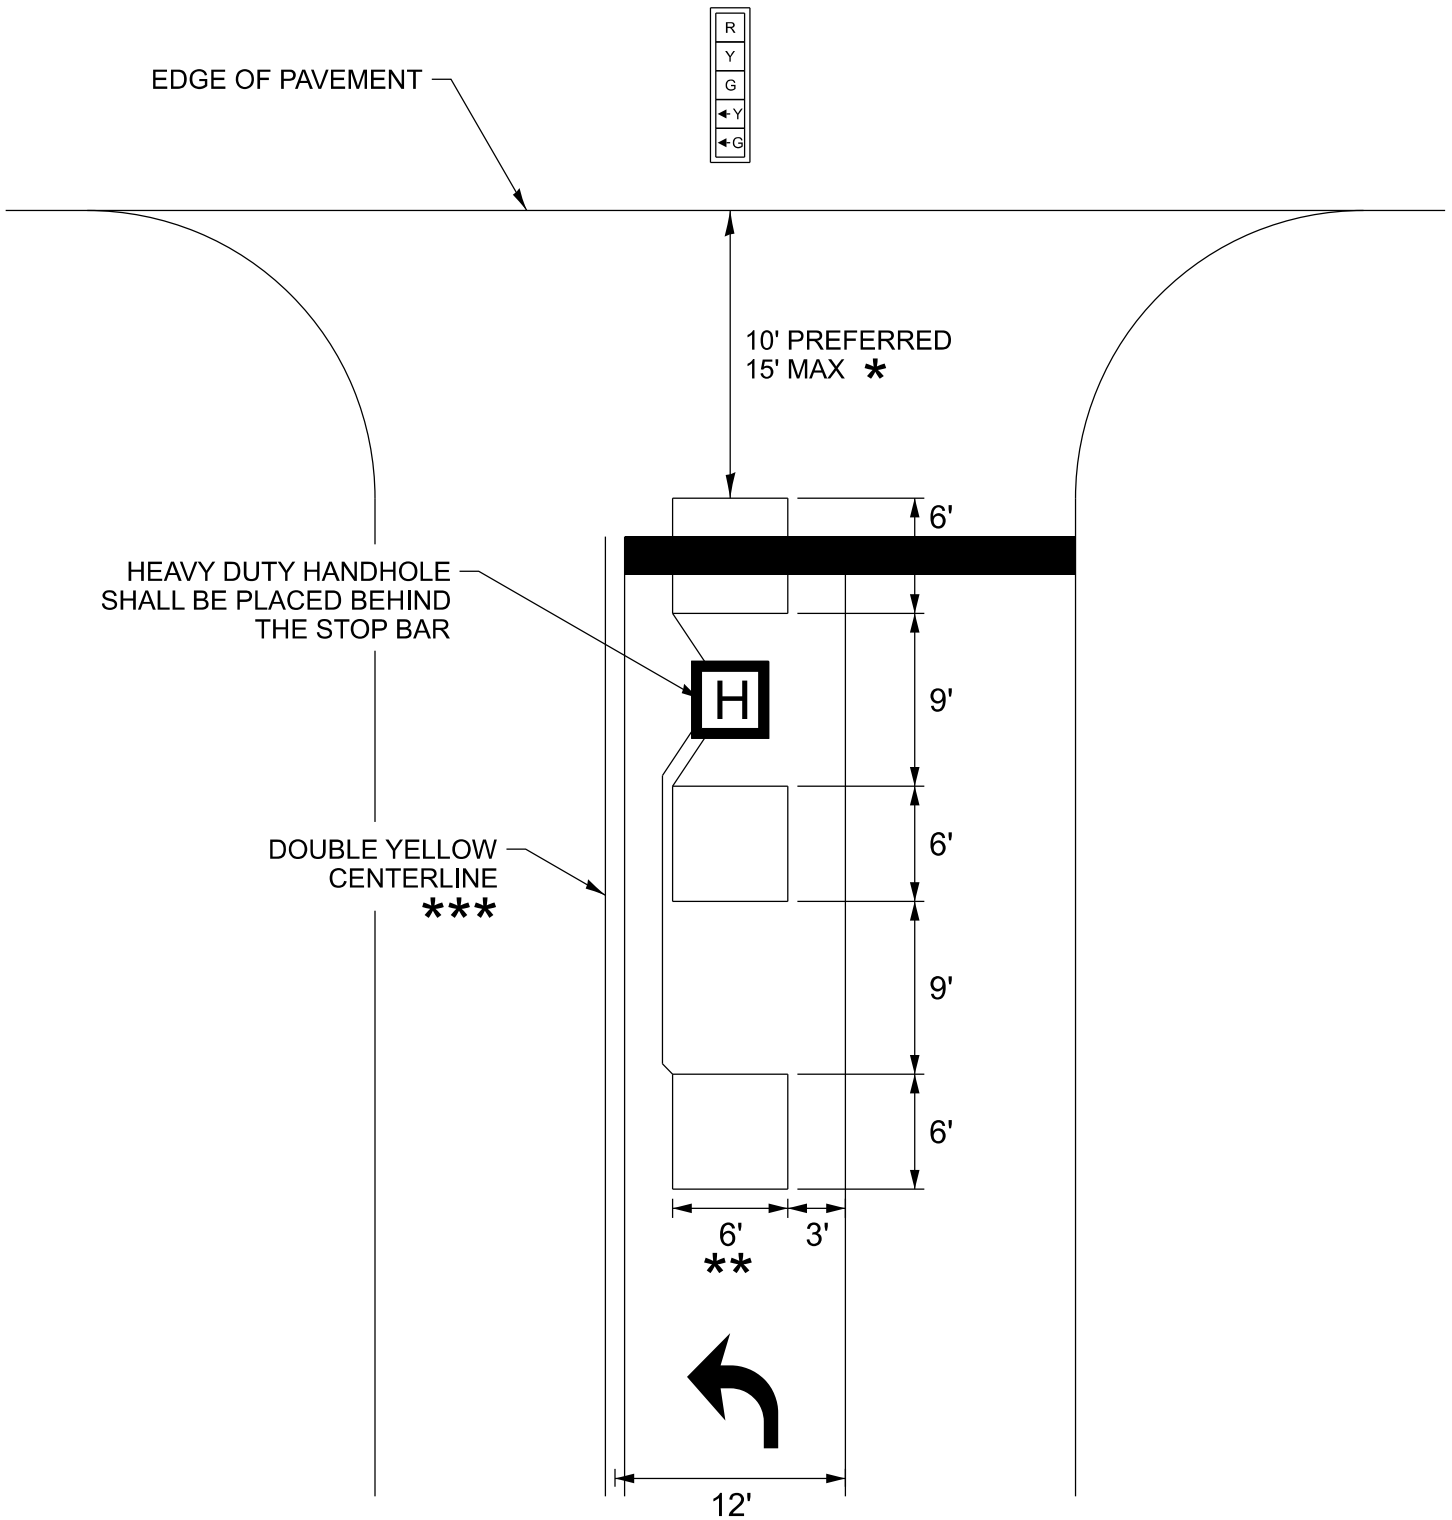 R
Y
G
←Y
←G
EDGE OF PAVEMENT
10' PREFERRED
15' MAX *
6'
HEAVY DUTY HANDHOLE
SHALL BE PLACED BEHIND
THE STOP BAR
H
9'
6'
DOUBLE YELLOW
CENTERLINE
***
9'
6'
6'
**
3'
12'